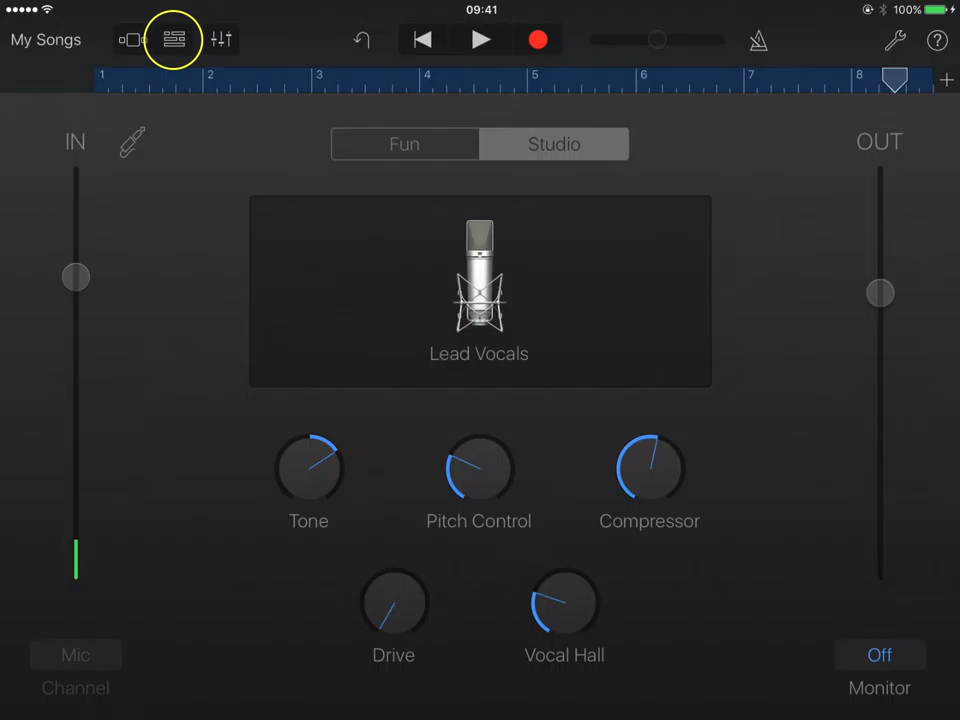 09:41
100%
My Songs
?
1 2 3 4 5 6 7 8
IN
Fun
Studio
OUT
Lead Vocals
Tone
Pitch Control
Compressor
Drive
Vocal Hall
Mic
Channel
Off
Monitor